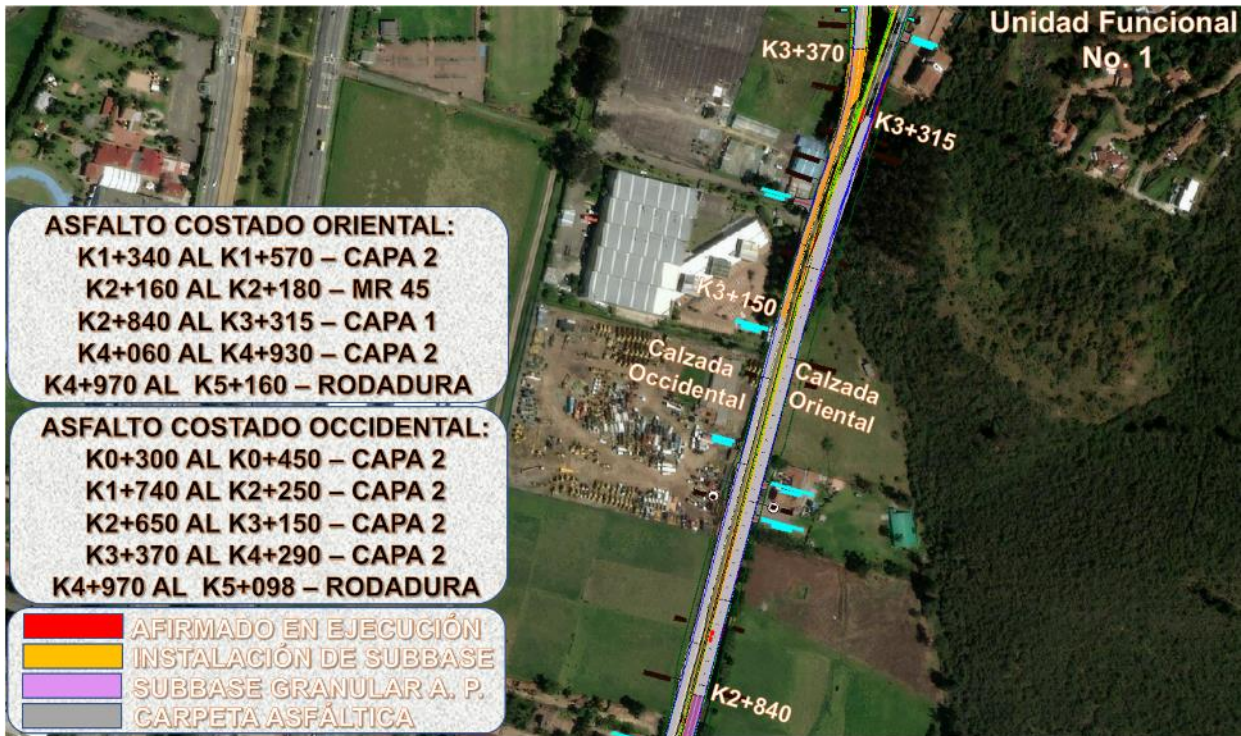 Unidad Funcional
No. 1
K3+370
K3+315
K3+150
Calzada
Occidental
Calzada
Oriental
K2+840
ASFALTO COSTADO ORIENTAL:
K1+340 AL K1+570 – CAPA 2
K2+160 AL K2+180 – MR 45
K2+840 AL K3+315 – CAPA 1
K4+060 AL K4+930 – CAPA 2
K4+970 AL K5+160 – RODADURA
ASFALTO COSTADO OCCIDENTAL:
K0+300 AL K0+450 – CAPA 2
K1+740 AL K2+250 – CAPA 2
K2+650 AL K3+150 – CAPA 2
K3+370 AL K4+290 – CAPA 2
K4+970 AL K5+098 – RODADURA
AFIRMADO EN EJECUCIÓN
INSTALACIÓN DE SUBBASE
SUBBASE GRANULAR A. P.
CARPETA ASFÁLTICA